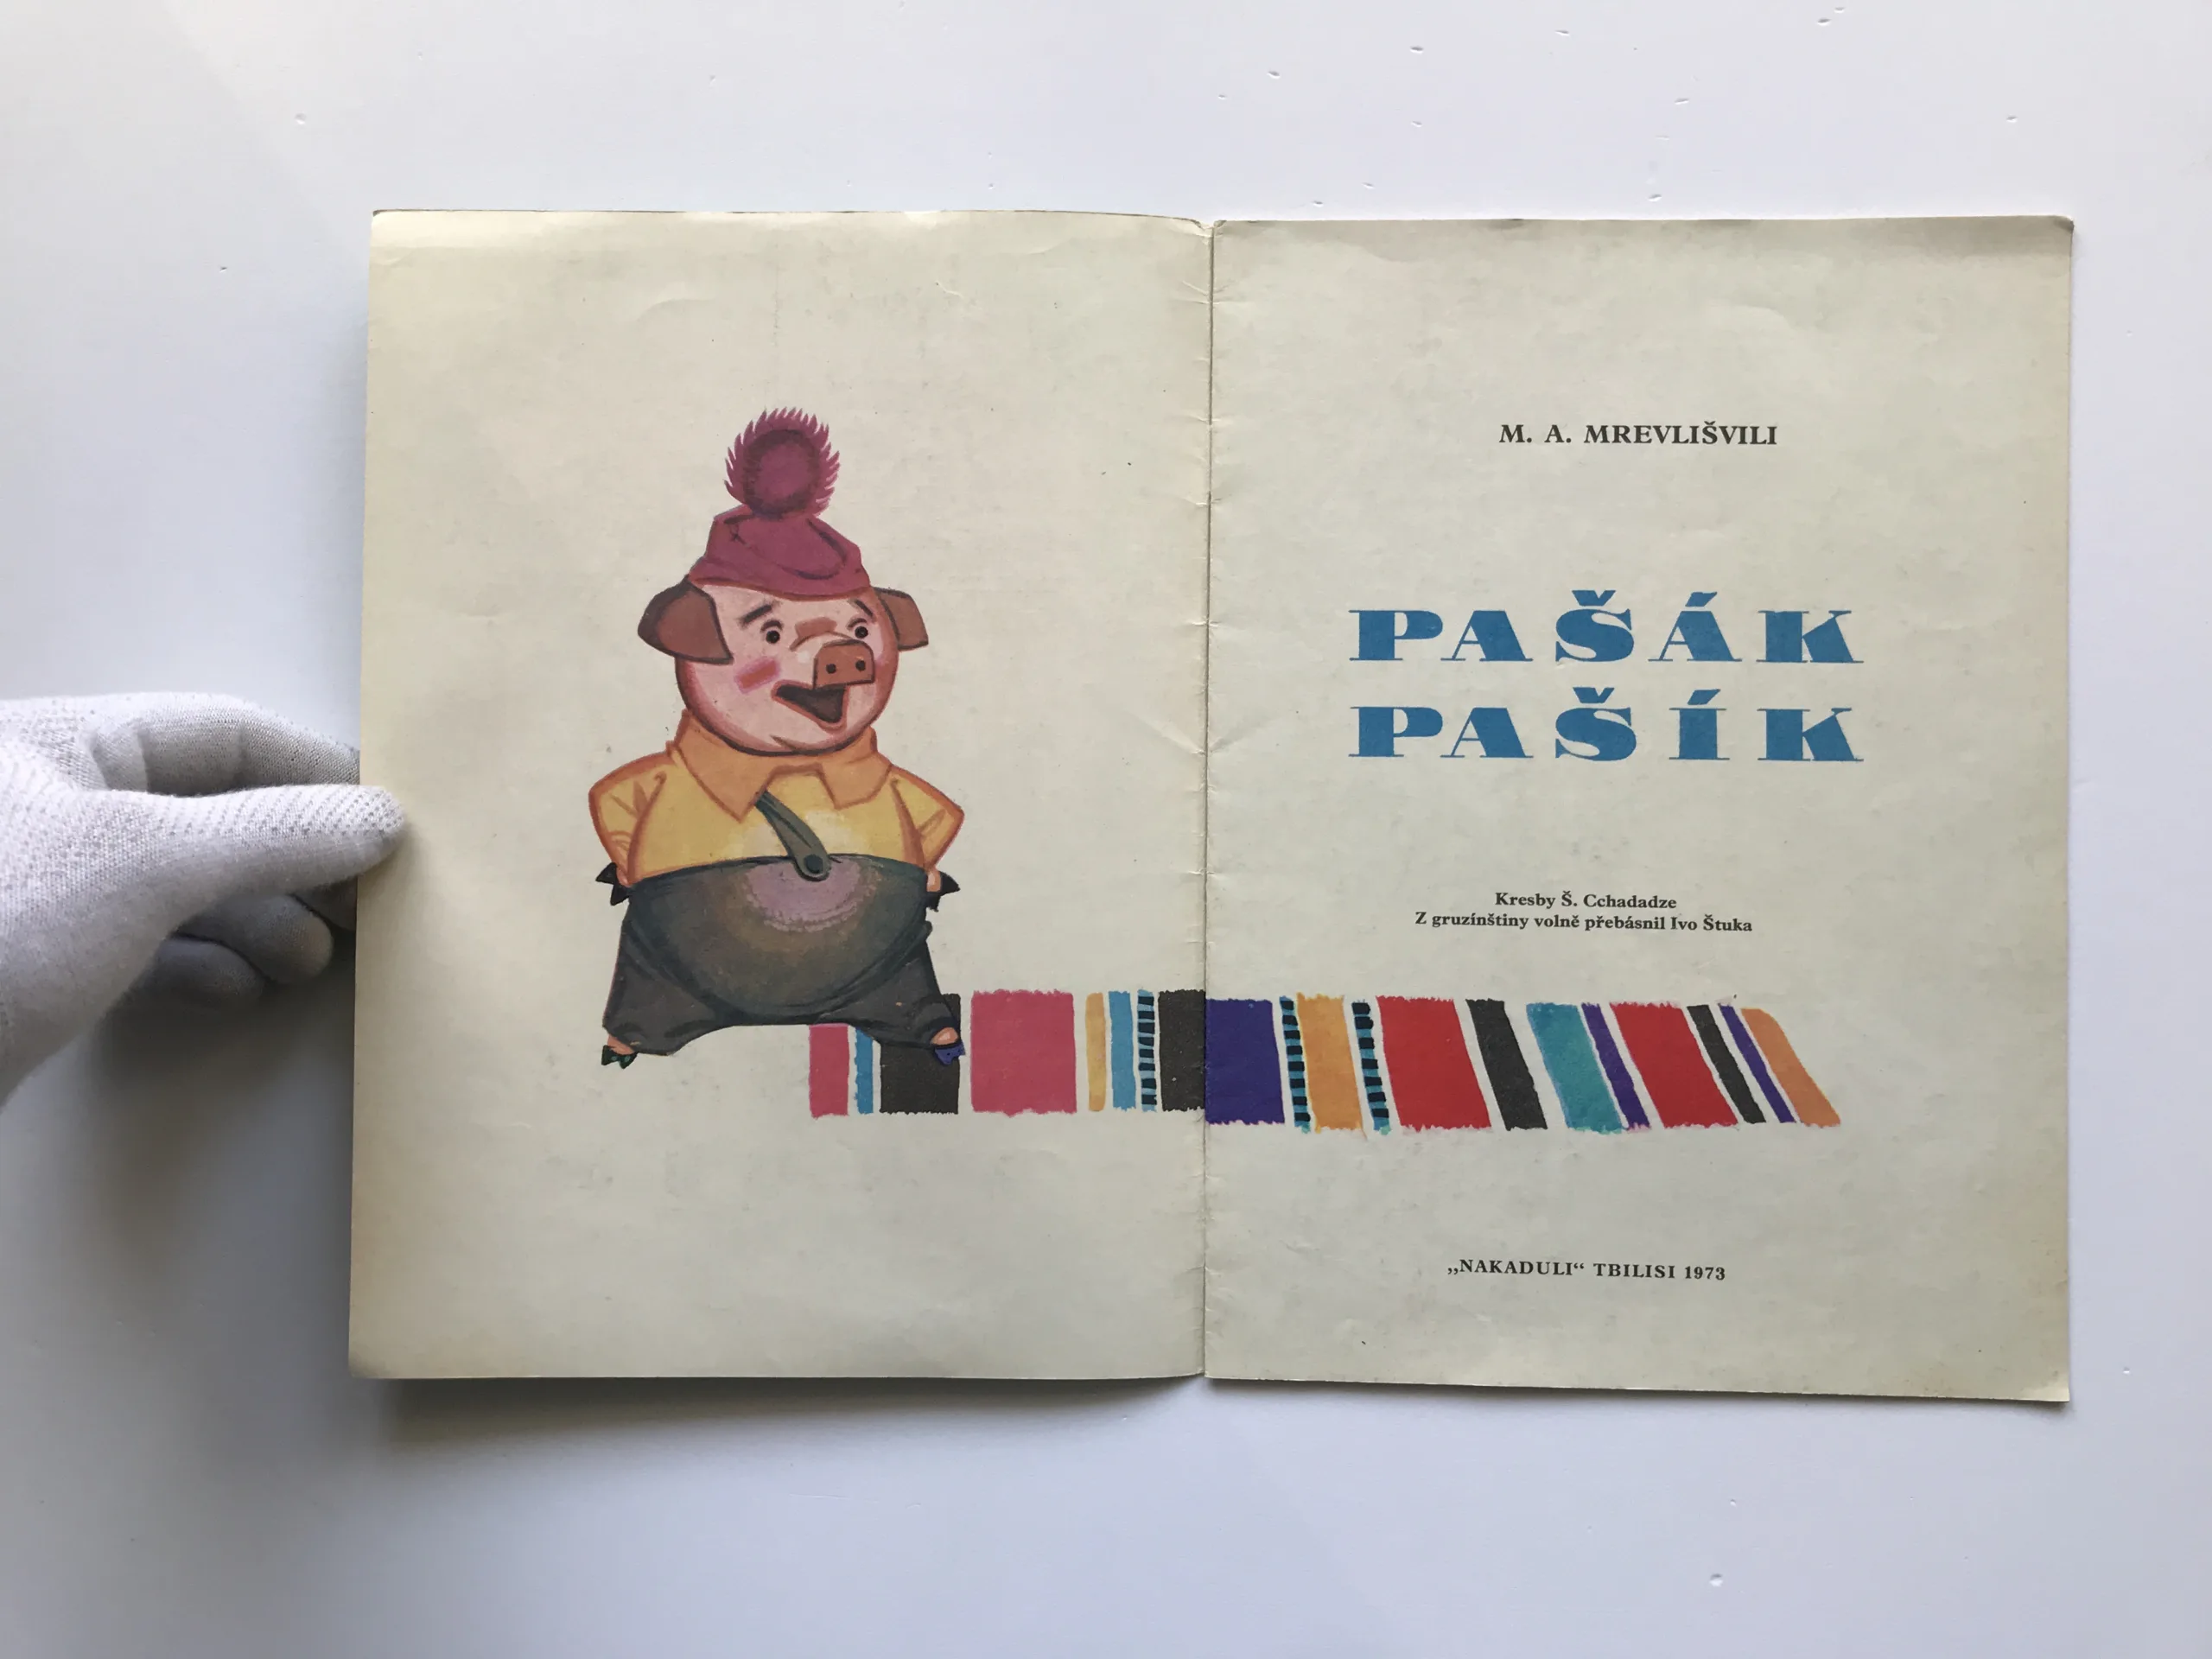 M. A. MREVLIŠVILI
PAŠÁK
PAŠÍK
Kresby Š. Cchadadze
Z gruzínštiny volně přebásnil Ivo Štuka
„NAKADULI“ TBILISI 1973